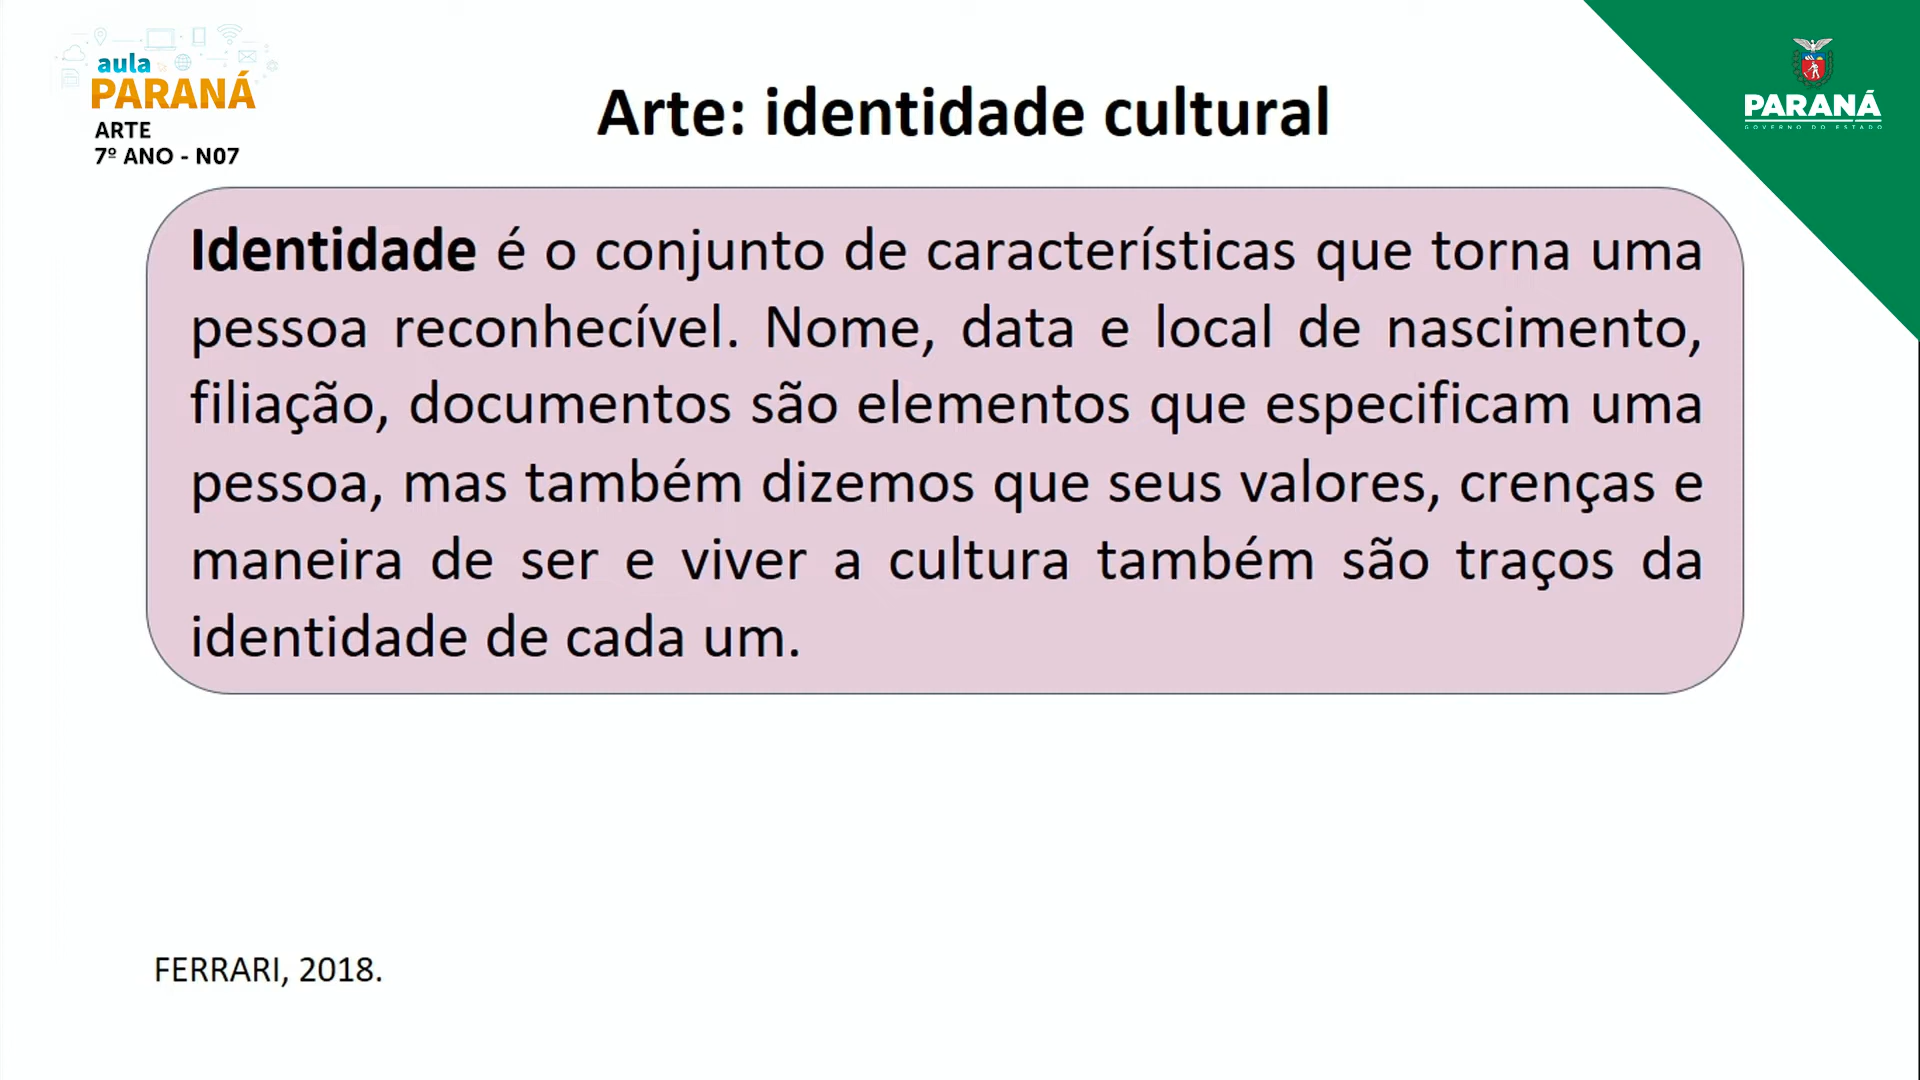 aula
PARANÁ
ARTE
7º ANO - N07
Arte: identidade cultural
PARANÁ
GOVERNO DO ESTADO
Identidade é o conjunto de características que torna uma
pessoa reconhecível. Nome, data e local de nascimento,
filiação, documentos são elementos que especificam uma
pessoa, mas também dizemos que seus valores, crenças e
maneira de ser e viver a cultura também são traços da
identidade de cada um.
FERRARI, 2018.